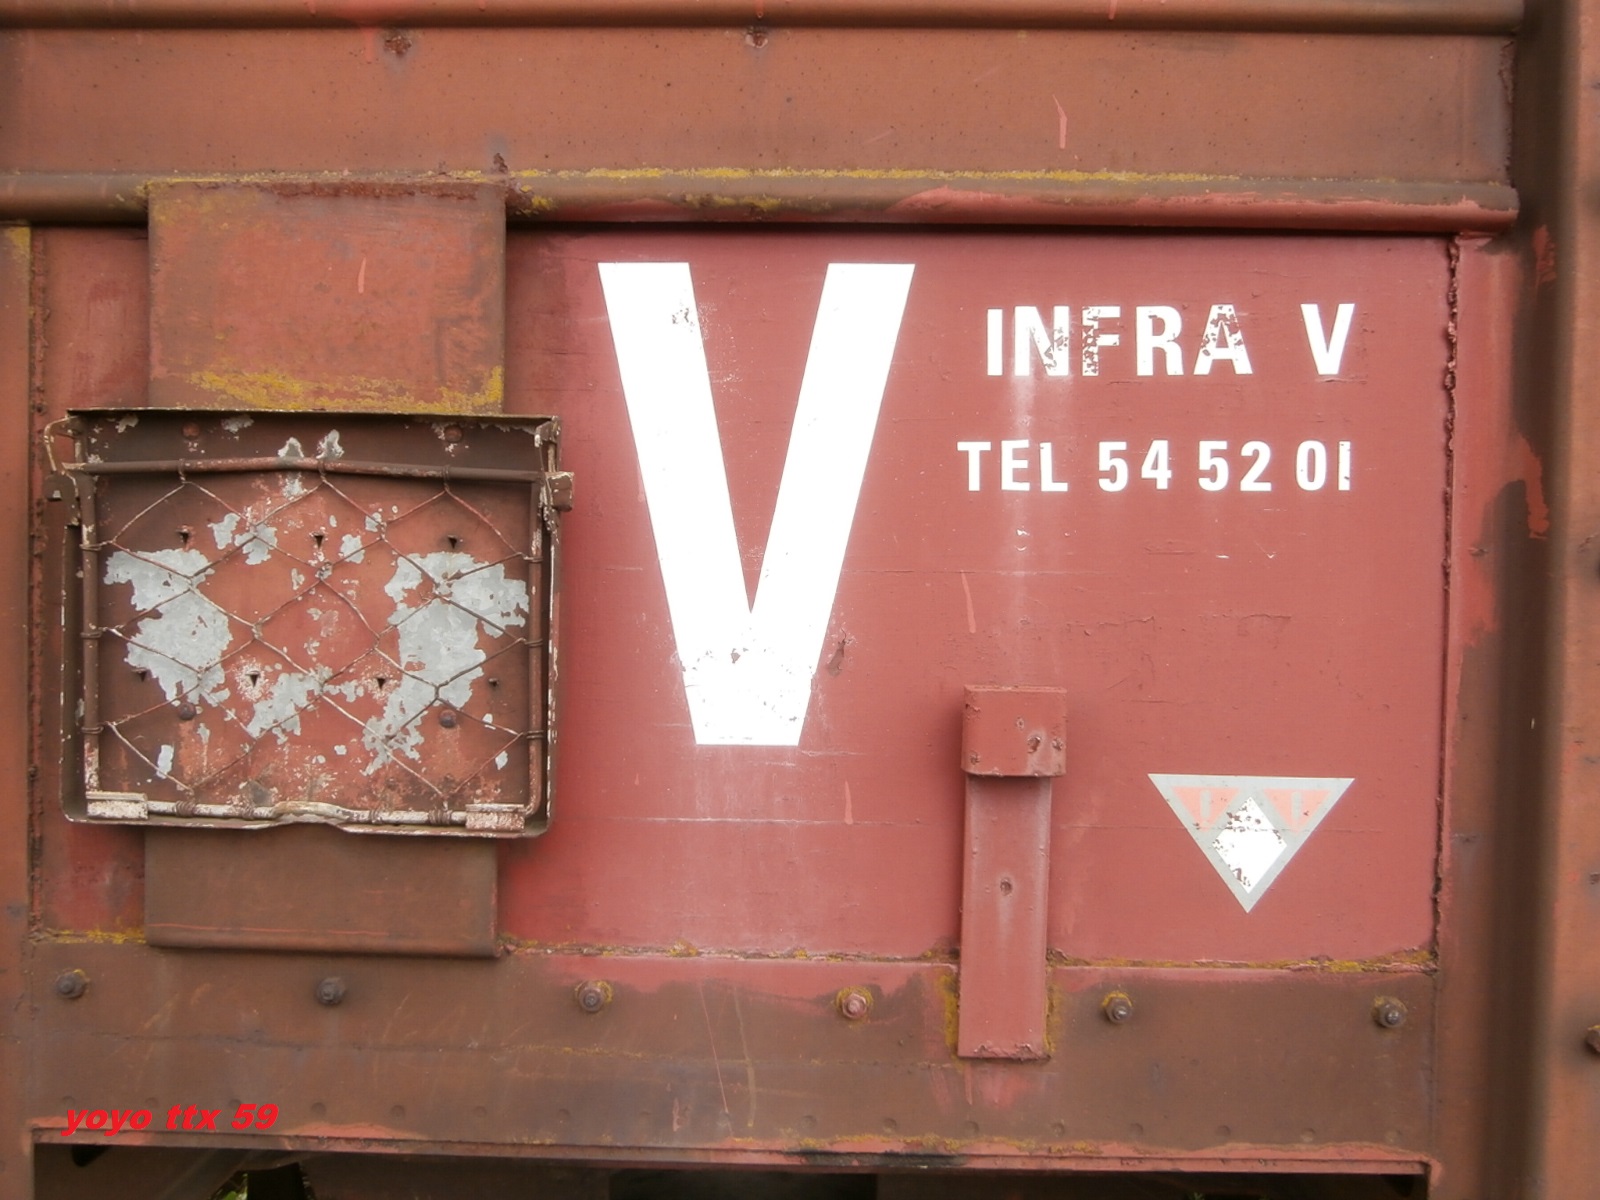 V
INFRA V
TEL 54 52 01
yoyo ttx 59